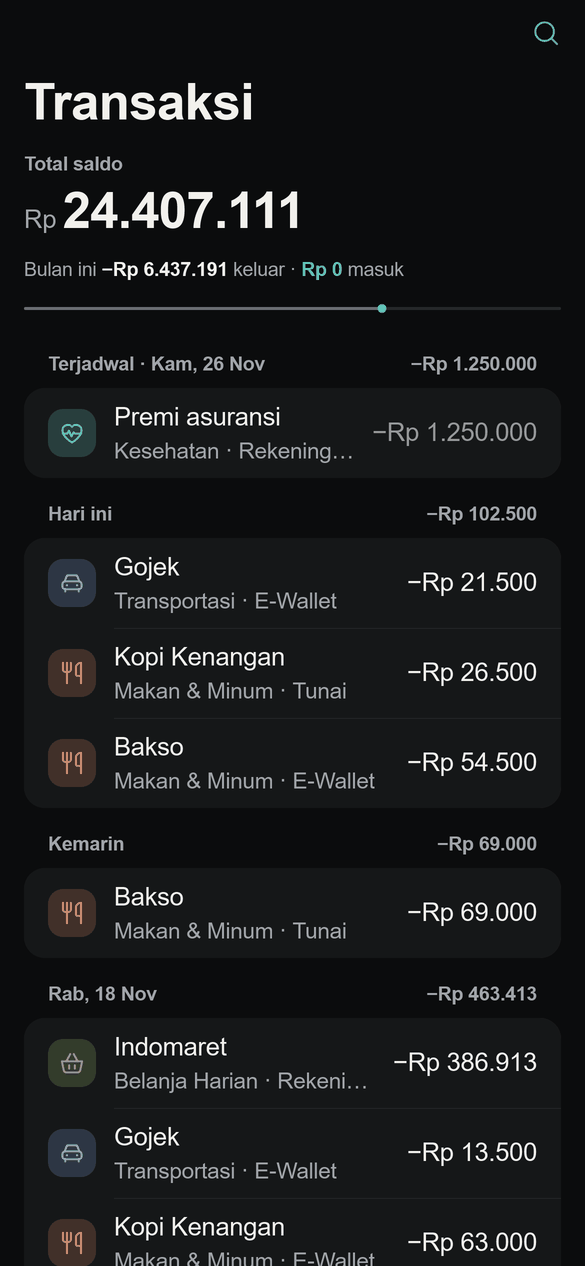 Transaksi
Total saldo
Rp 24.407.111
Bulan ini −Rp 6.437.191 keluar · Rp 0 masuk
Terjadwal · Kam, 26 Nov −Rp 1.250.000
Premi asuransi
Kesehatan · Rekening… −Rp 1.250.000
Hari ini −Rp 102.500
Gojek
Transportasi · E-Wallet −Rp 21.500
Kopi Kenangan
Makan & Minum · Tunai −Rp 26.500
Bakso
Makan & Minum · E-Wallet −Rp 54.500
Kemarin −Rp 69.000
Bakso
Makan & Minum · Tunai −Rp 69.000
Rab, 18 Nov −Rp 463.413
Indomaret
Belanja Harian · Rekeni… −Rp 386.913
Gojek
Transportasi · E-Wallet −Rp 13.500
Kopi Kenangan
Makan & Minum · E-Wallet −Rp 63.000